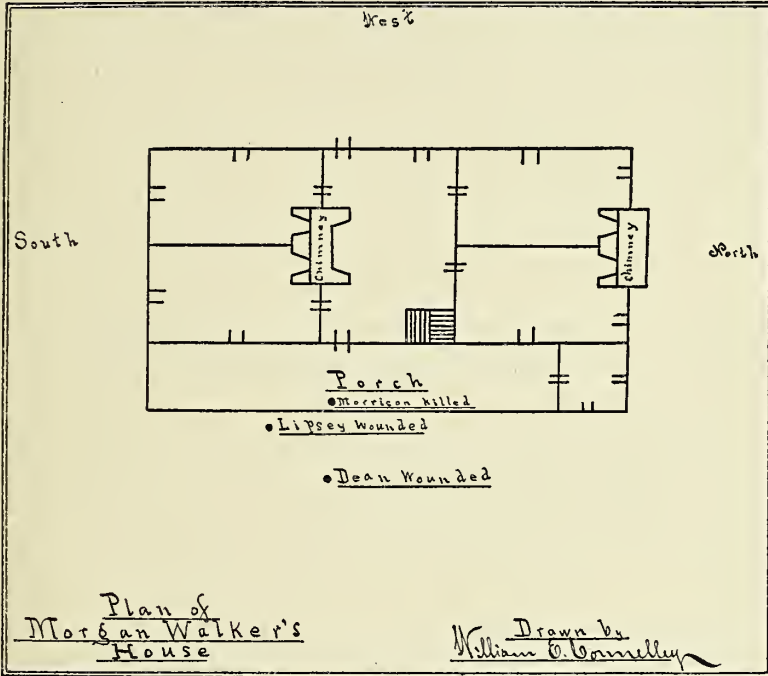 West
South
Chimney
Chimney
North
Porch
Morrison killed
Lipsey Wounded
Dean Wounded
Plan of
Morgan Walker's
House
Drawn by
William E. Connelley